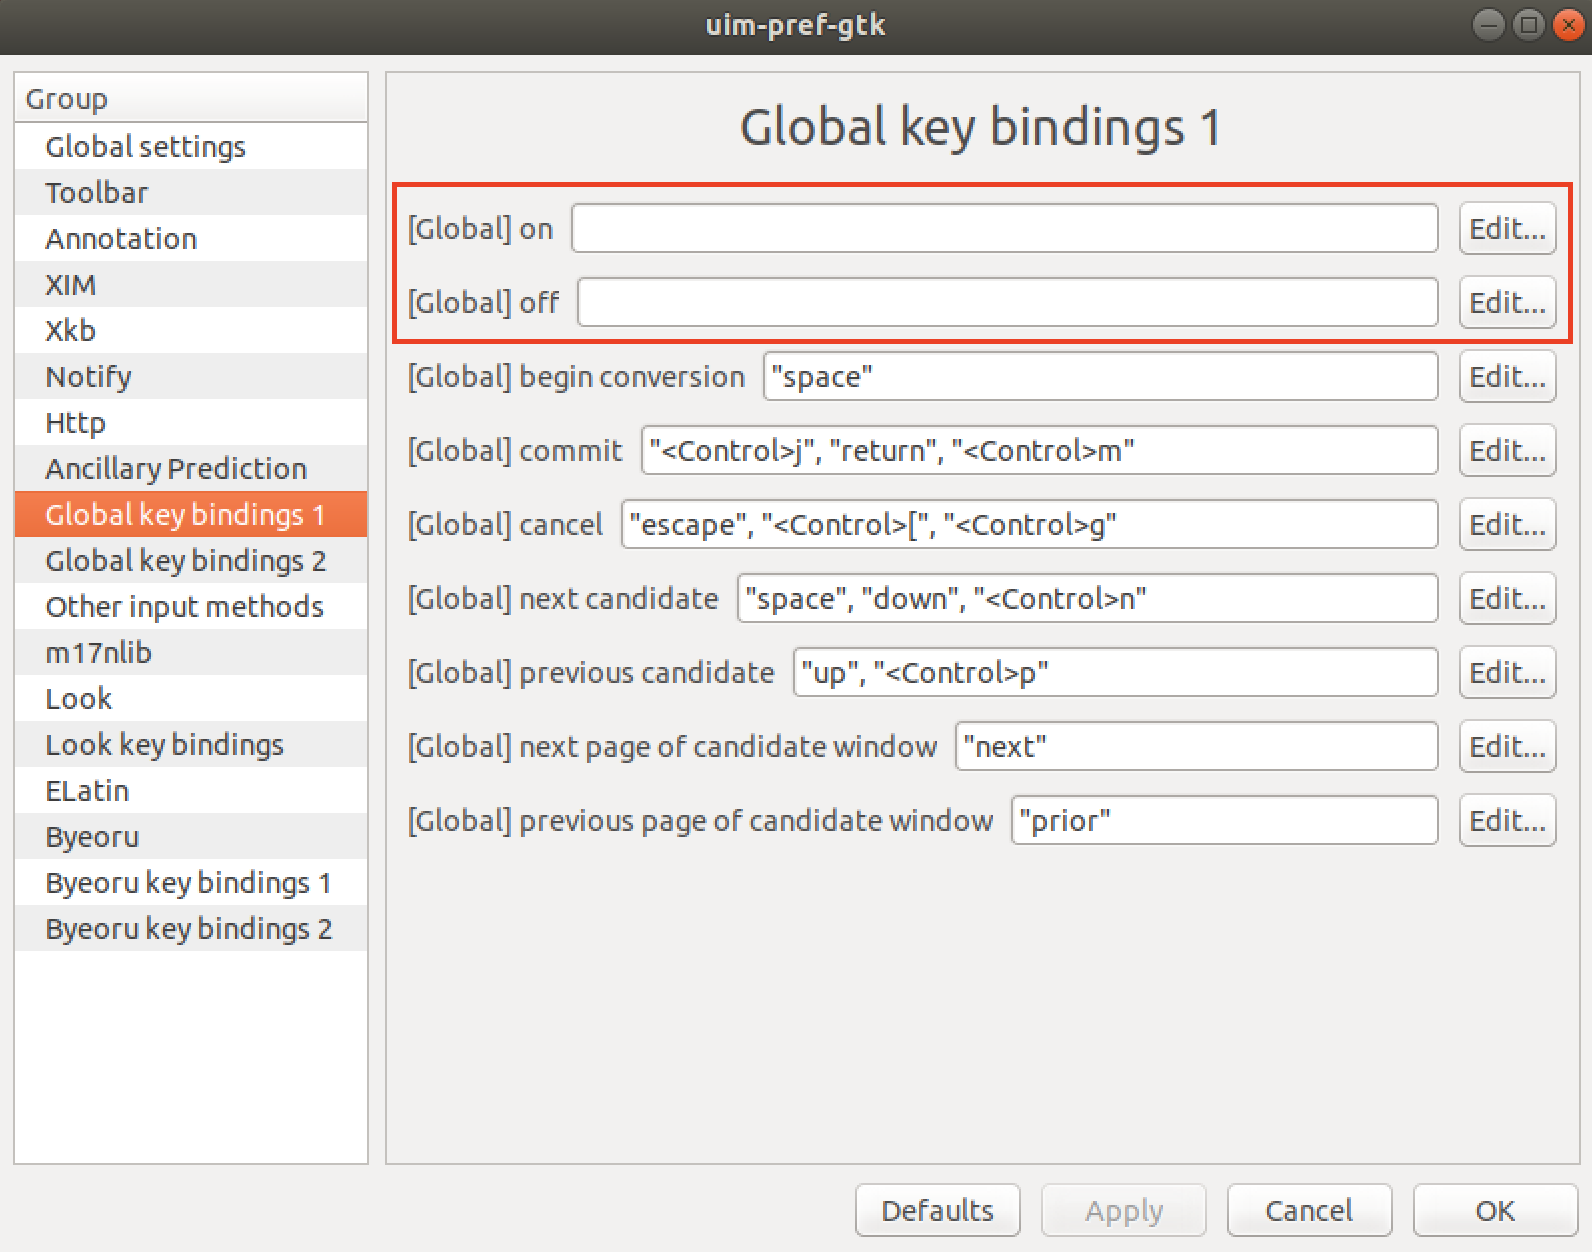 uim-pref-gtk
Group
Global settings
Toolbar
Annotation
XIM
Xkb
Notify
Http
Ancillary Prediction
Global key bindings 1
Global key bindings 2
Other input methods
m17nlib
Look
Look key bindings
ELatin
Byeoru
Byeoru key bindings 1
Byeoru key bindings 2
Global key bindings 1
[Global] on Edit...
[Global] off Edit...
[Global] begin conversion "space" Edit...
[Global] commit "<Control>j", "return", "<Control>m" Edit...
[Global] cancel "escape", "<Control>[", "<Control>g" Edit...
[Global] next candidate "space", "down", "<Control>n" Edit...
[Global] previous candidate "up", "<Control>p" Edit...
[Global] next page of candidate window "next" Edit...
[Global] previous page of candidate window "prior" Edit...
Defaults Apply Cancel OK